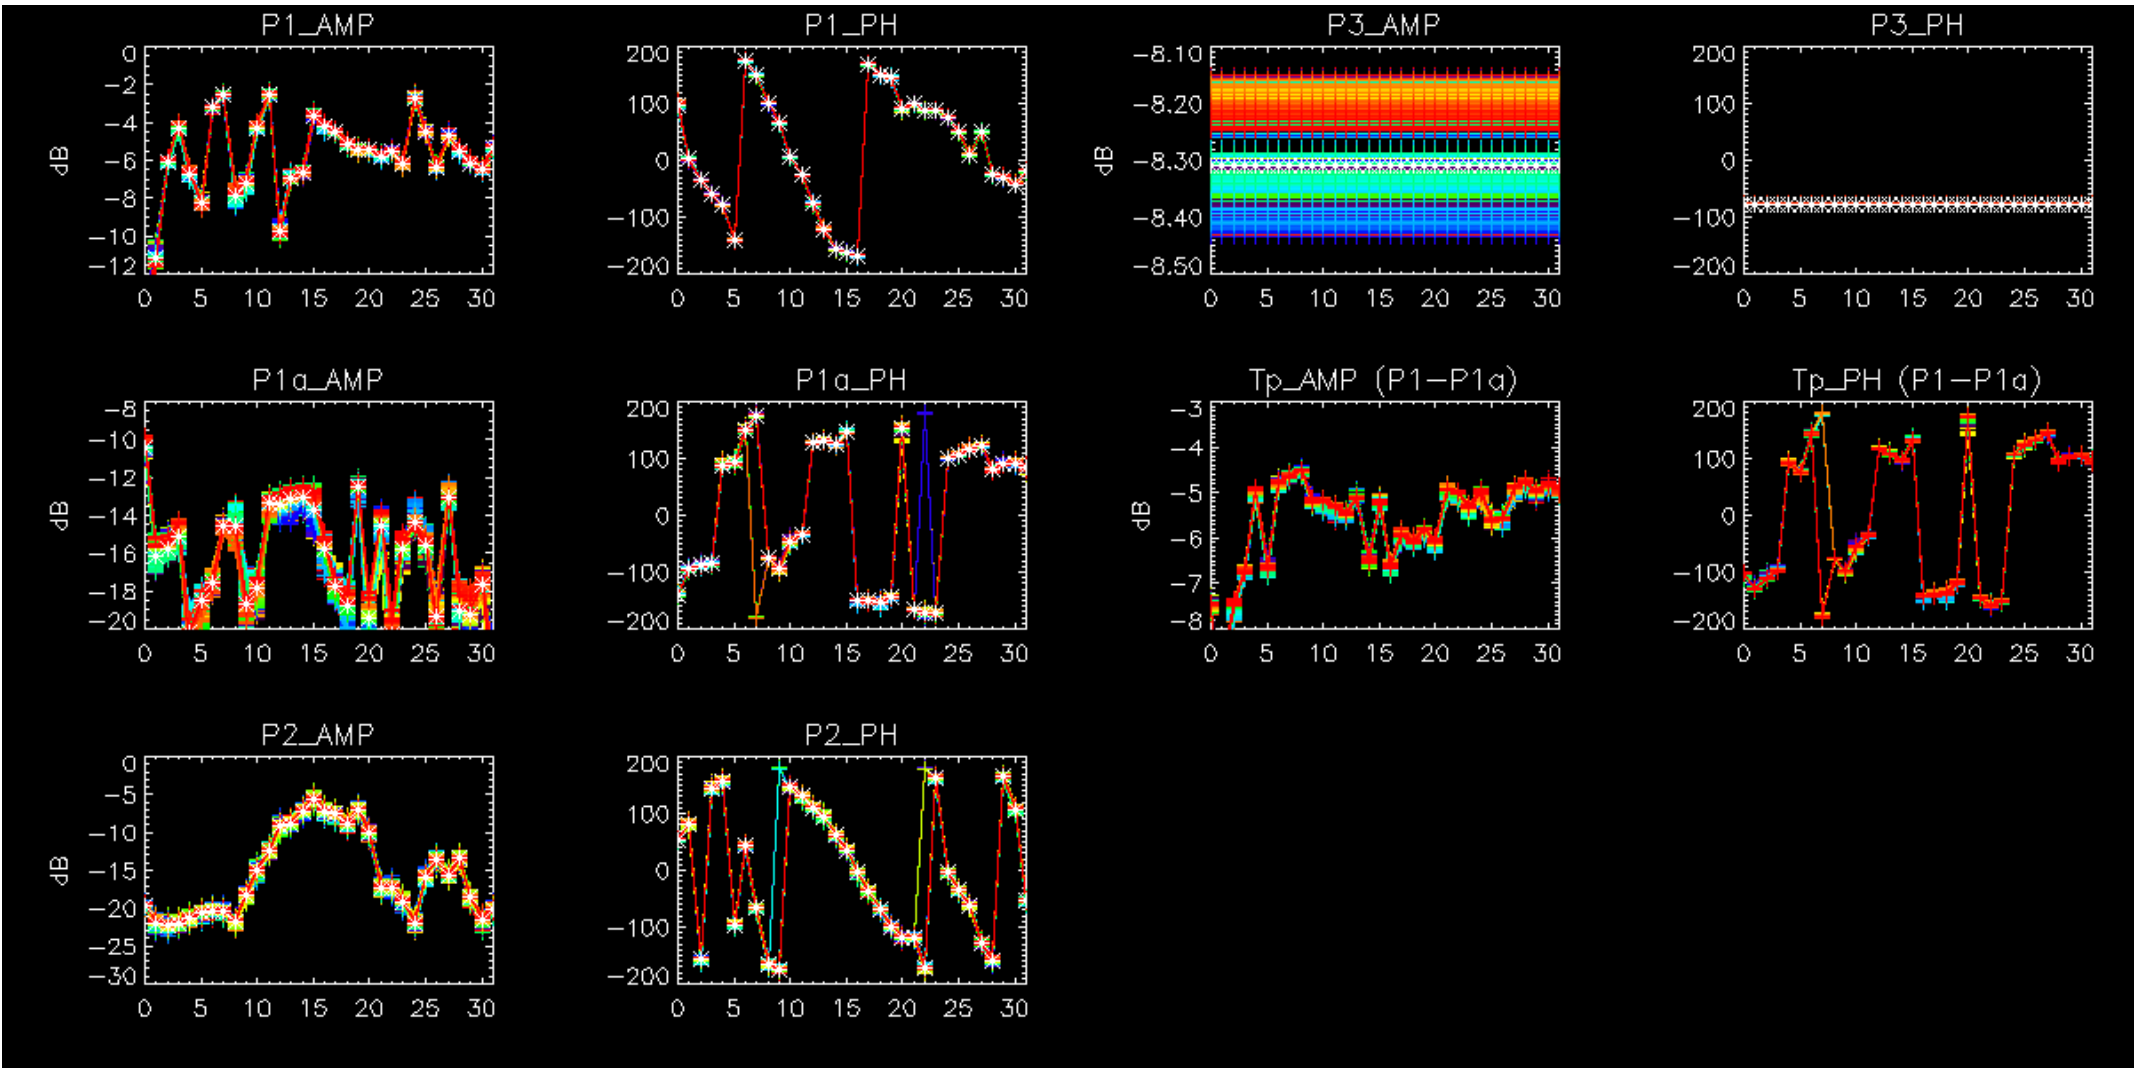 P1_AMP P1_PH P3_AMP P3_PH
0 200 -8.10 200
-2
-4 100 -8.20 100
dB -6 0 dB -8.30 0
-8
-10 -100 -8.40 -100
-12 -200 -8.50 -200
0 5 10 15 20 25 30 0 5 10 15 20 25 30 0 5 10 15 20 25 30 0 5 10 15 20 25 30
P1a_AMP P1a_PH Tp_AMP (P1-P1a) Tp_PH (P1-P1a)
-8 200 -3 200
-10 100 -4 100
-12
dB -14 0 dB -5 0
-16 -100 -6 -100
-18 -7
-20 -200 -8 -200
0 5 10 15 20 25 30 0 5 10 15 20 25 30 0 5 10 15 20 25 30 0 5 10 15 20 25 30
P2_AMP P2_PH
0 200
-5 100
-10
dB -15 0
-20 -100
-25
-30 -200
0 5 10 15 20 25 30 0 5 10 15 20 25 30